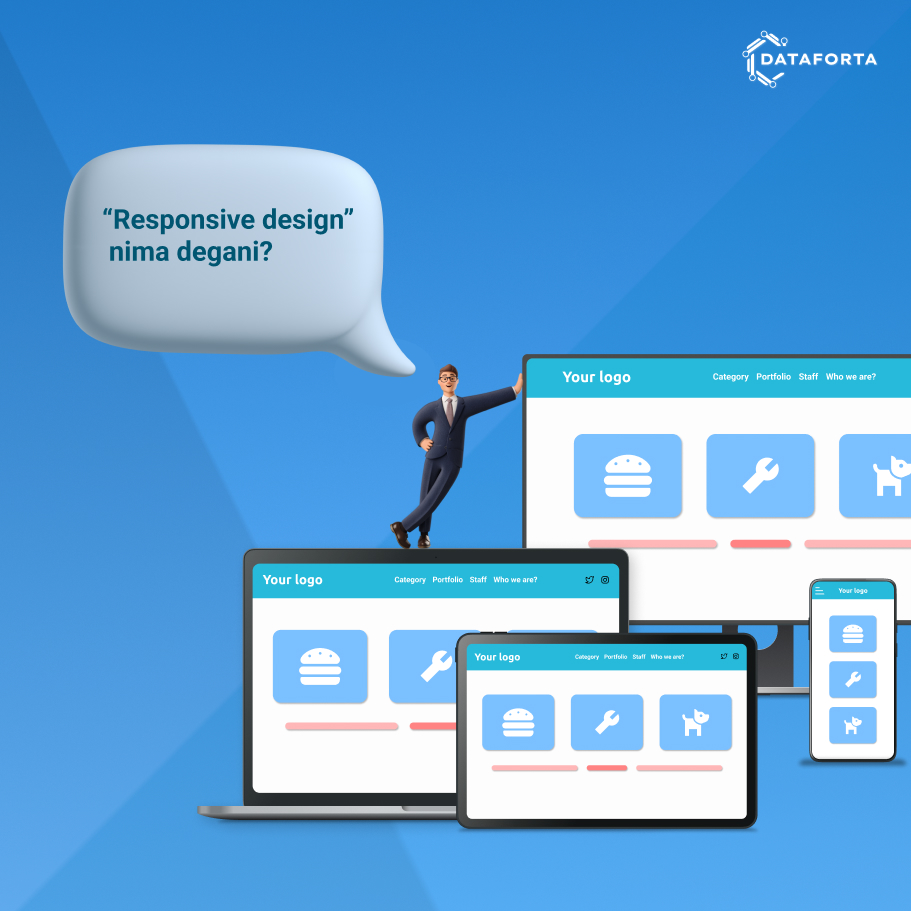 DATAFORTA
“Responsive design”
nima degani?
Your logo Category Portfolio Staff Who we are?
Your logo Category Portfolio Staff Who we are?
Your logo
Your logo Category Portfolio Staff Who we are?